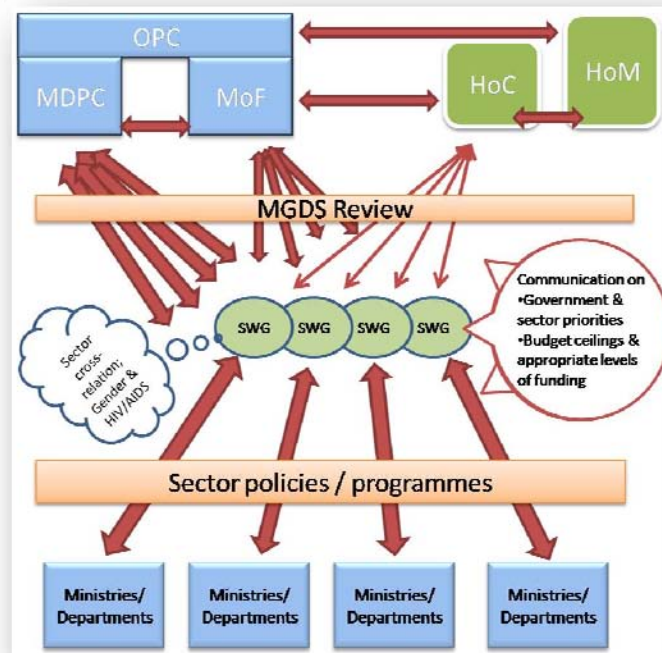 OPC
MDPC
MoF
HoC
HoM
MGDS Review
SWG
SWG
SWG
SWG
Sector
cross-
relation;
Gender &
HIV/AIDS
Communication on
•Government &
sector priorities
•Budget ceilings &
appropriate levels
of funding
Sector policies / programmes
Ministries/
Departments
Ministries/
Departments
Ministries/
Departments
Ministries/
Departments